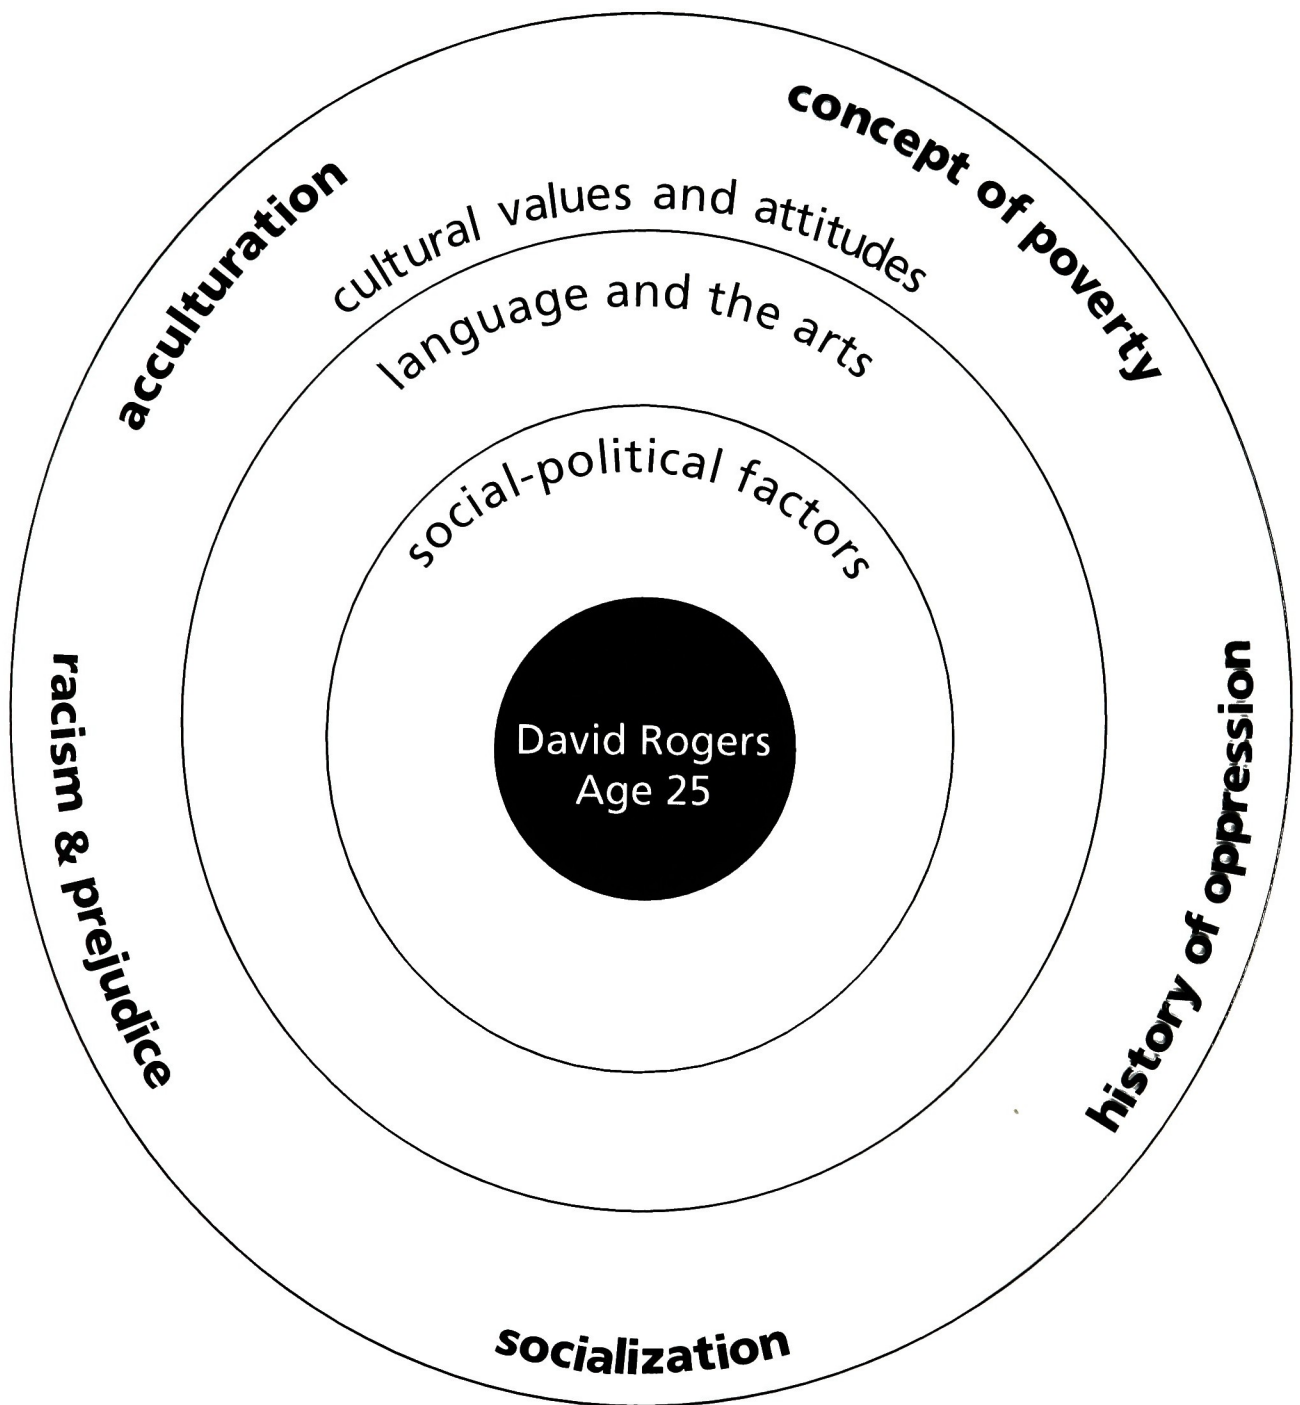 concept of poverty
acculturation
cultural values and attitudes
language and the arts
social-political factors
David Rogers
Age 25
racism & prejudice
history of oppression
socialization